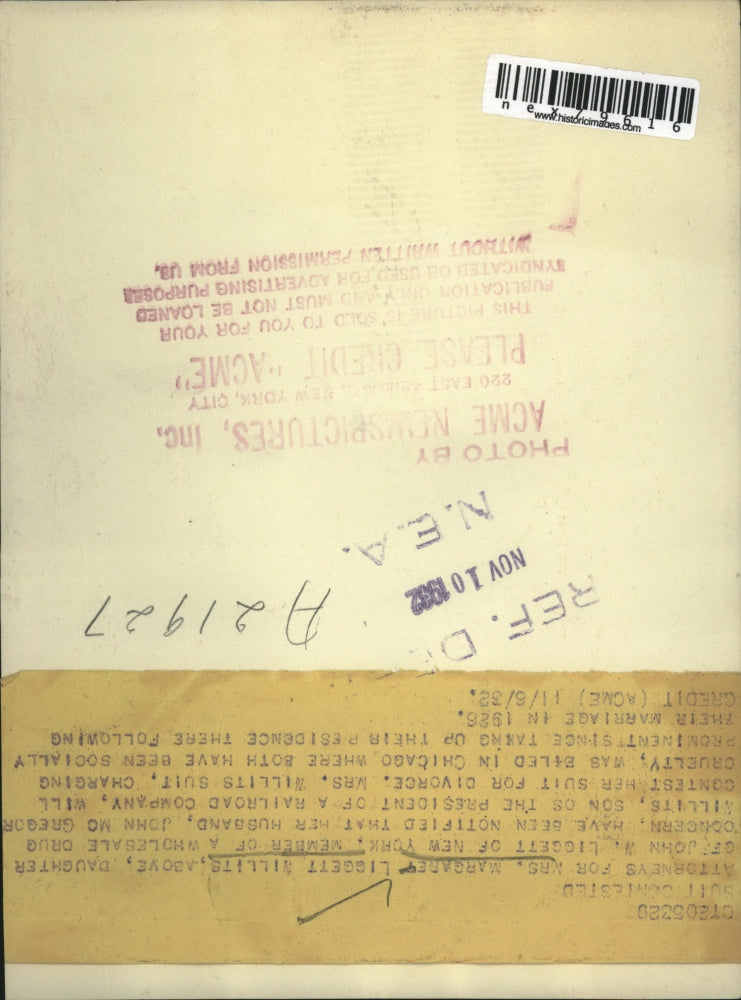 CT205320
SUIT CONTESTED
ATTORNEYS FOR MRS. MARGARET LIGGETT WILLITS, ABOVE, DAUGHTER
OF JOHN W. LIGGETT OF NEW YORK, MEMBER OF A WHOLESALE DRUG
CONCERN, HAVE BEEN NOTIFIED THAT HER HUSBAND, JOHN MC GREGOR
WILLITS, SON OF THE PRESIDENT OF A RAILROAD COMPANY, WILL
CONTEST HER SUIT FOR DIVORCE. MRS. WILLITS SUIT, CHARGING
CRUELTY, WAS FILED IN CHICAGO WHERE BOTH HAVE BEEN SOCIALLY
PROMINENT SINCE TAKING UP THEIR RESIDENCE THERE FOLLOWING
THEIR MARRIAGE IN 1926.
CREDIT (ACME) 11/6/32.
A21927
REF. D
NOV 10 1932
N.E.A.
PHOTO BY
ACME NEWSPICTURES, Inc.
220 EAST 42nd ST., NEW YORK, CITY
PLEASE CREDIT "ACME"
THIS PICTURE IS SOLD TO YOU FOR YOUR
PUBLICATION ONLY AND MUST NOT BE LOANED
SYNDICATED OR USED FOR ADVERTISING PURPOSES
WITHOUT WRITTEN PERMISSION FROM US.
nex79616
www.historicimages.com